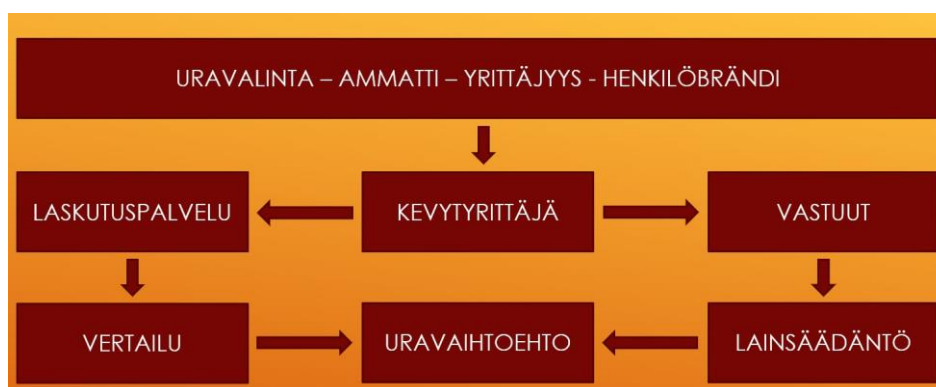 URAVALINTA – AMMATTI – YRITTÄJYYS - HENKILÖBRÄNDI
LASKUTUSPALVELU
KEVYTYRITTÄJÄ
VASTUUT
VERTAILU
URAVAIHTOEHTO
LAINSÄÄDÄNTÖ